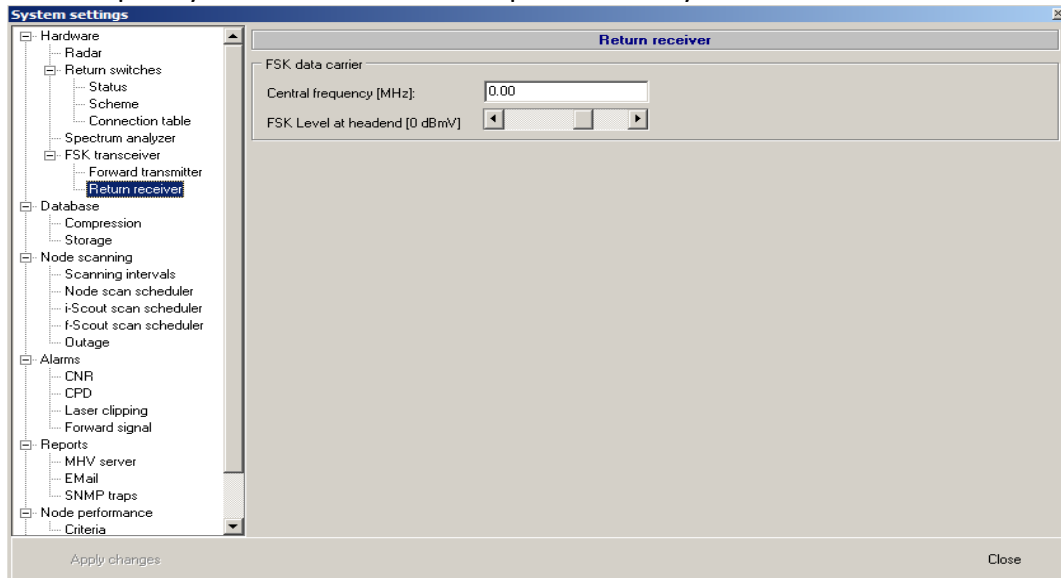 System settings
Hardware
Radar
Return switches
Status
Scheme
Connection table
Spectrum analyzer
FSK transceiver
Forward transmitter
Return receiver
Database
Compression
Storage
Node scanning
Scanning intervals
Node scan scheduler
i-Scout scan scheduler
f-Scout scan scheduler
Outage
Alarms
CNR
CPD
Laser clipping
Forward signal
Reports
MHV server
EMail
SNMP traps
Node performance
Criteria
Return receiver
FSK data carrier
Central frequency [MHz]: 0.00
FSK Level at headend [0 dBmV]
Apply changes
Close